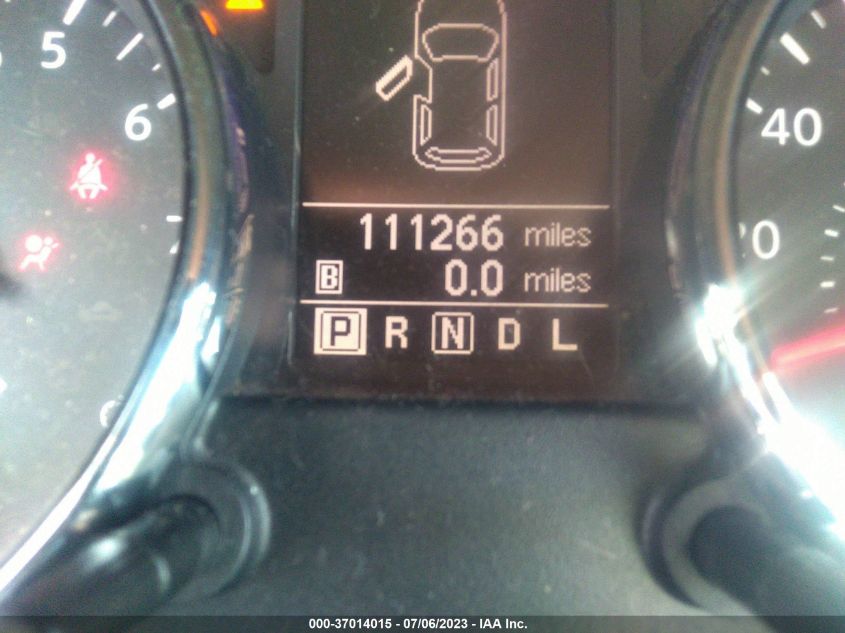 5
6
40
111266 miles
B 0.0 miles
P R N D L
000-37014015 - 07/06/2023 - IAA Inc.